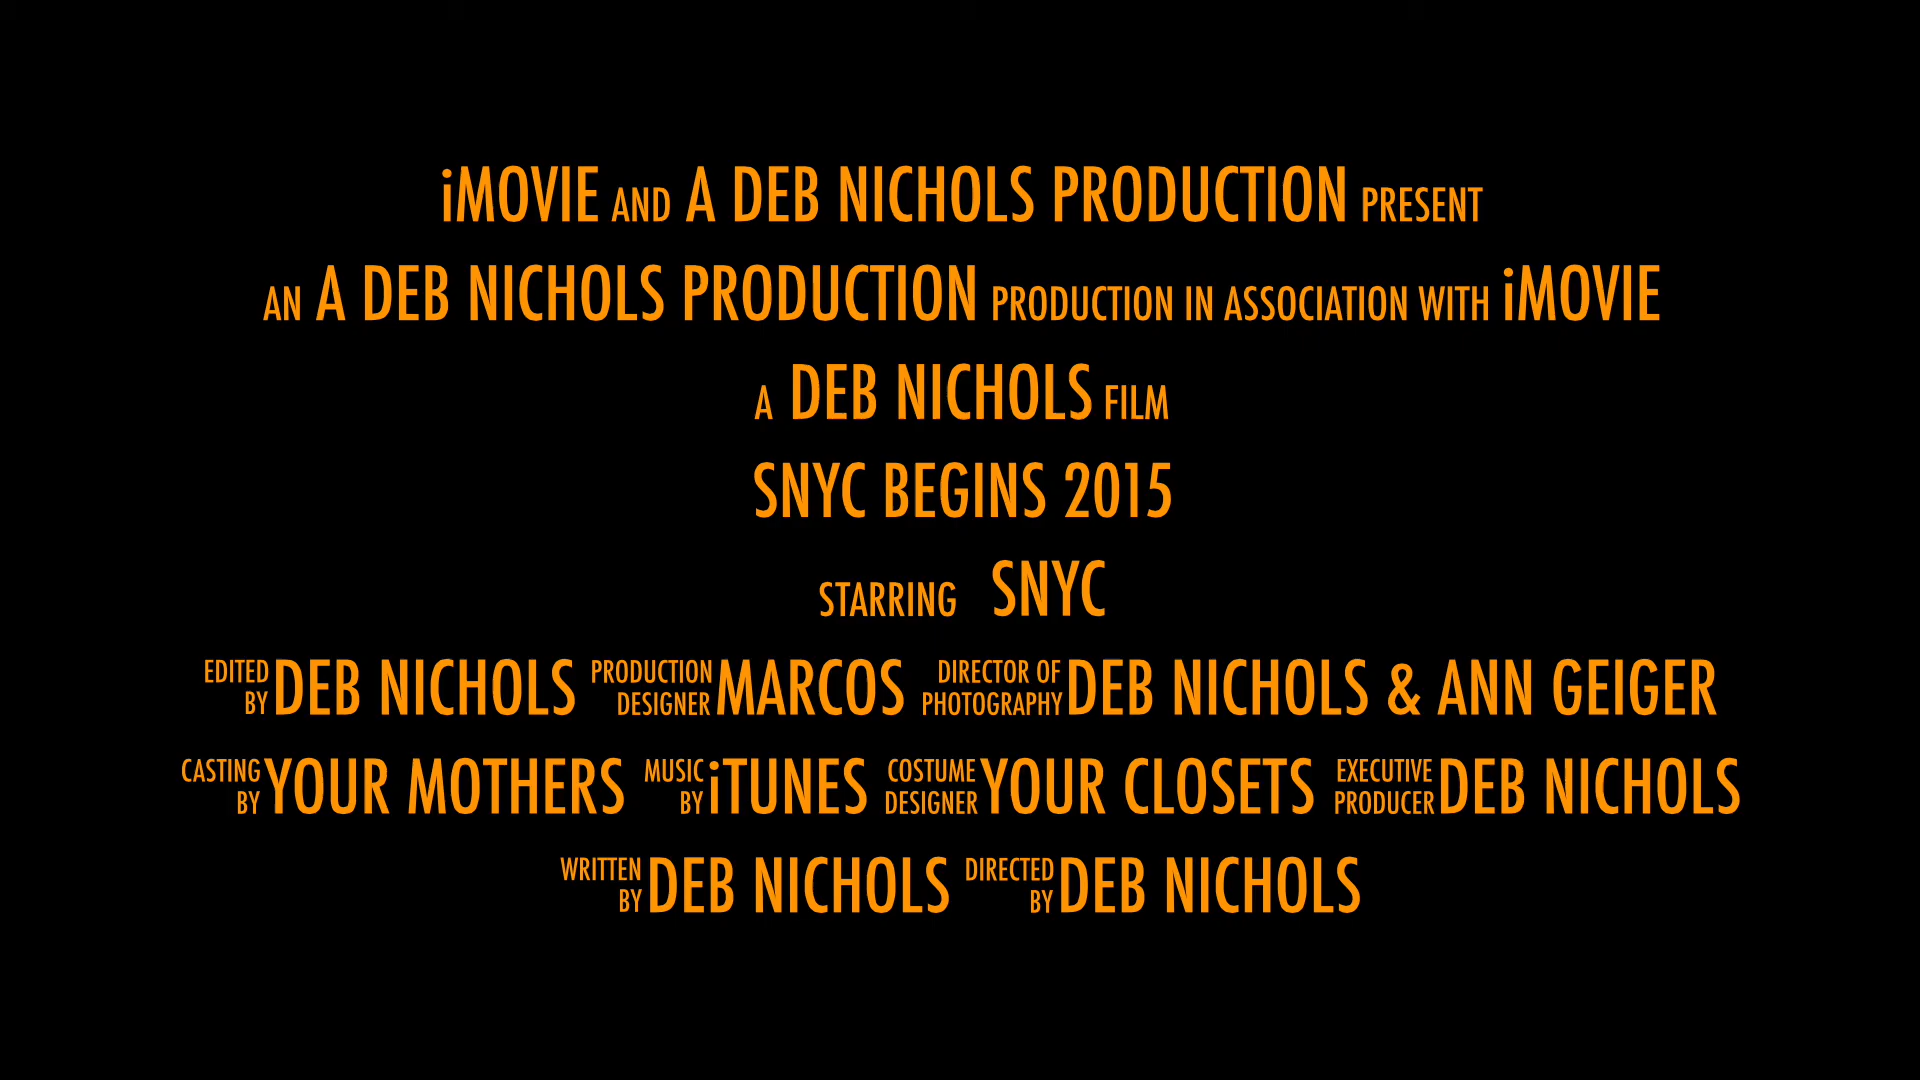 iMOVIE AND A DEB NICHOLS PRODUCTION PRESENT
AN A DEB NICHOLS PRODUCTION PRODUCTION IN ASSOCIATION WITH iMOVIE
A DEB NICHOLS FILM
SNYC BEGINS 2015
STARRING SNYC
EDITED BY DEB NICHOLS PRODUCTION DESIGNER MARCOS DIRECTOR OF PHOTOGRAPHY DEB NICHOLS & ANN GEIGER
CASTING BY YOUR MOTHERS MUSIC BY iTUNES COSTUME DESIGNER YOUR CLOSETS EXECUTIVE PRODUCER DEB NICHOLS
WRITTEN BY DEB NICHOLS DIRECTED BY DEB NICHOLS